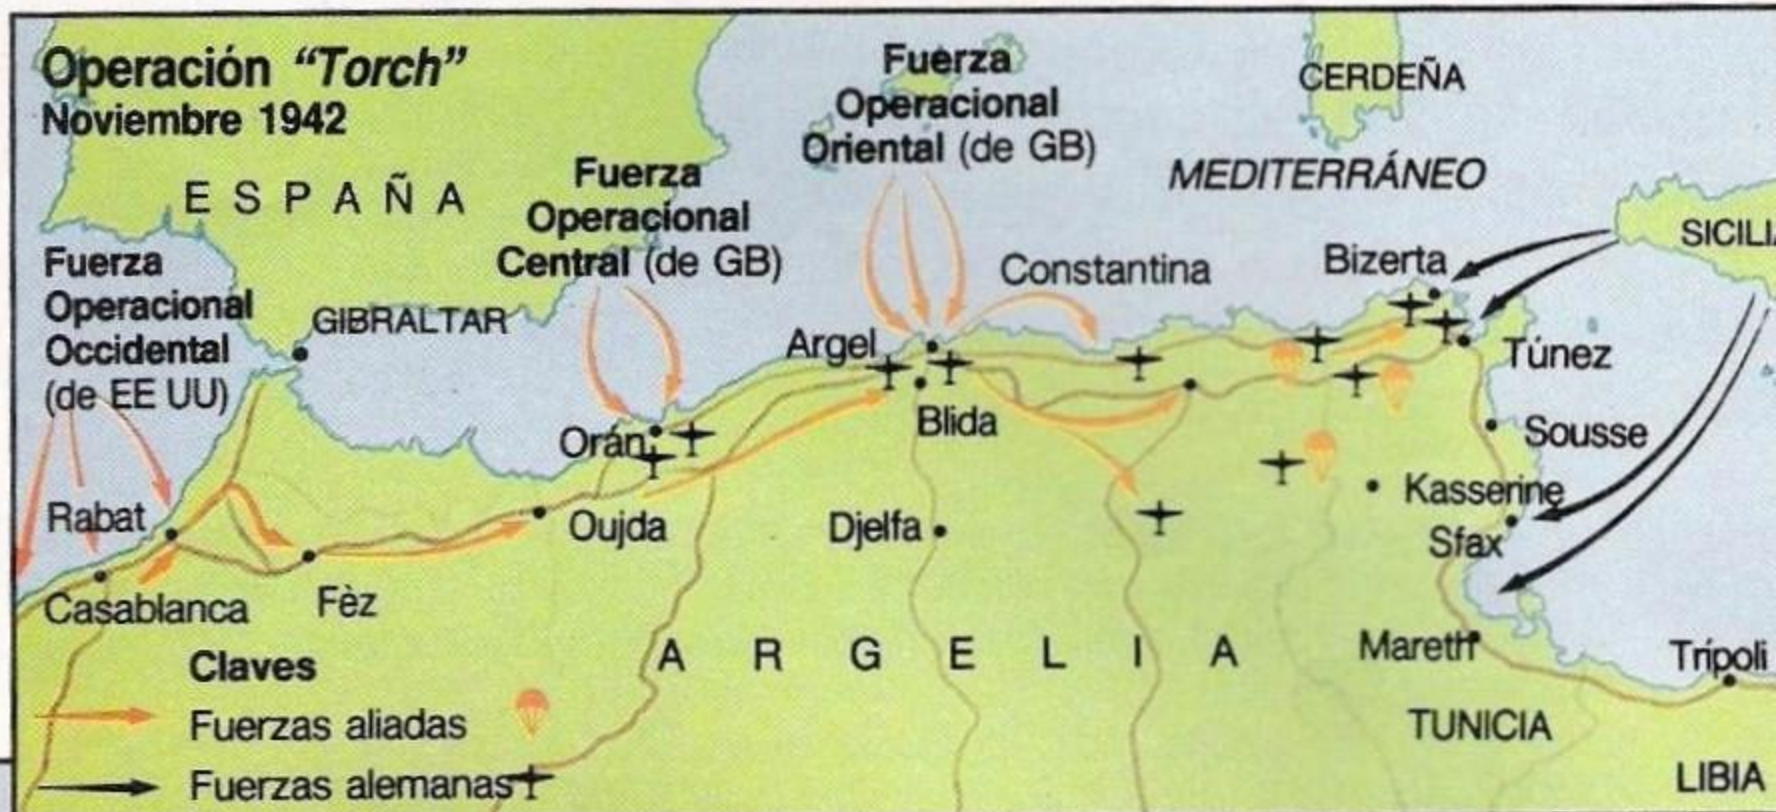 Operación “Torch”
Noviembre 1942
ESPAÑA
Fuerza
Operacional
Occidental
(de EE UU)
GIBRALTAR
Fuerza
Operacional
Central (de GB)
Fuerza
Operacional
Oriental (de GB)
CERDEÑA
MEDITERRÁNEO
SICILIA
Constantina
Bizerta
Argel
Túnez
Blida
Orán
Sousse
Kasserine
Rabat
Oujda
Djelfa
Sfax
Casablanca
Fèz
ARGELIA
Mareth
Trípoli
TUNICIA
LIBIA
Claves
Fuerzas aliadas
Fuerzas alemanas